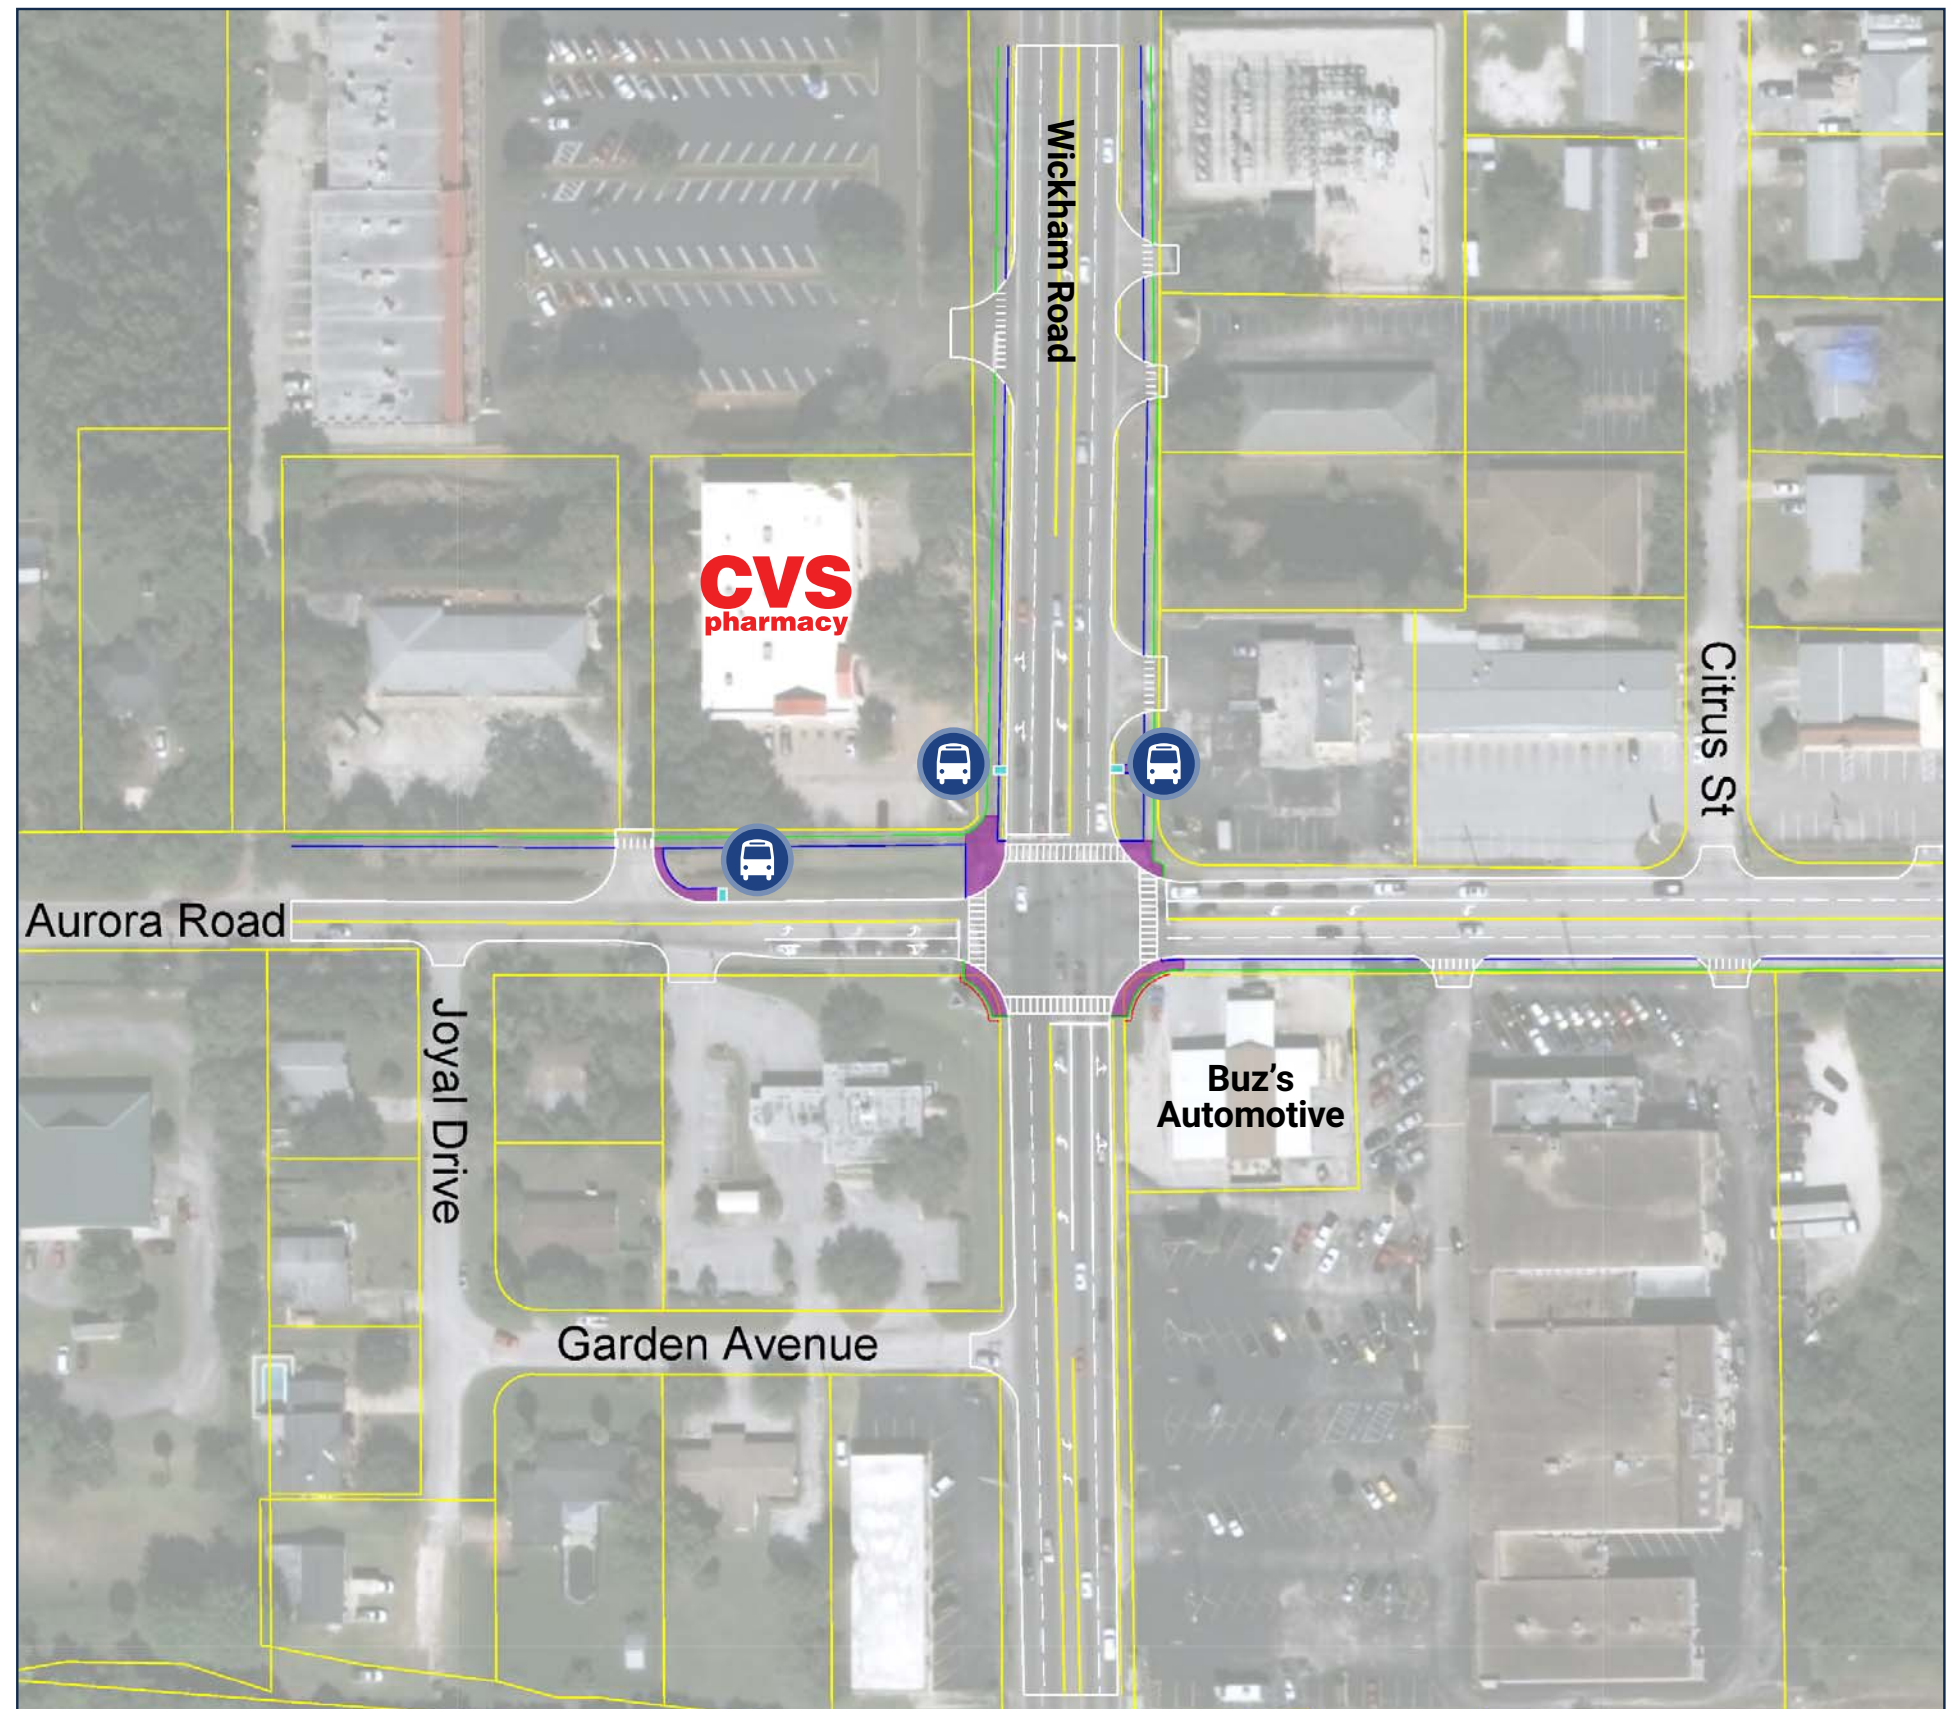 Wickham Road
CVS
pharmacy
Citrus St
Aurora Road
Joyal Drive
Buz’s
Automotive
Garden Avenue